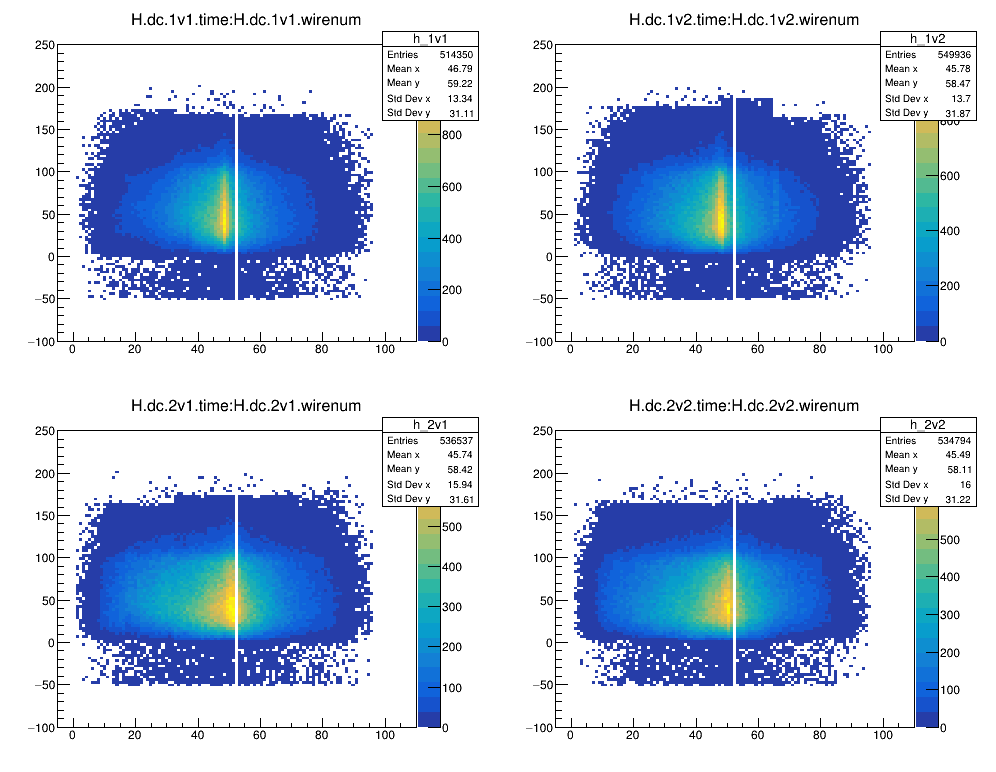 H.dc.1v1.time:H.dc.1v1.wirenum
h_1v1
Entries 514350
Mean x 46.79
Mean y 59.22
Std Dev x 13.34
Std Dev y 31.11
250
200
150
100
50
0
−50
−100
0 20 40 60 80 100
800
600
400
200
0
H.dc.1v2.time:H.dc.1v2.wirenum
h_1v2
Entries 549936
Mean x 45.78
Mean y 58.47
Std Dev x 13.7
Std Dev y 31.87
250
200
150
100
50
0
−50
−100
0 20 40 60 80 100
800
600
400
200
0
H.dc.2v1.time:H.dc.2v1.wirenum
h_2v1
Entries 536537
Mean x 45.74
Mean y 58.42
Std Dev x 15.94
Std Dev y 31.61
250
200
150
100
50
0
−50
−100
0 20 40 60 80 100
500
400
300
200
100
0
H.dc.2v2.time:H.dc.2v2.wirenum
h_2v2
Entries 534794
Mean x 45.49
Mean y 58.11
Std Dev x 16
Std Dev y 31.22
250
200
150
100
50
0
−50
−100
0 20 40 60 80 100
500
400
300
200
100
0